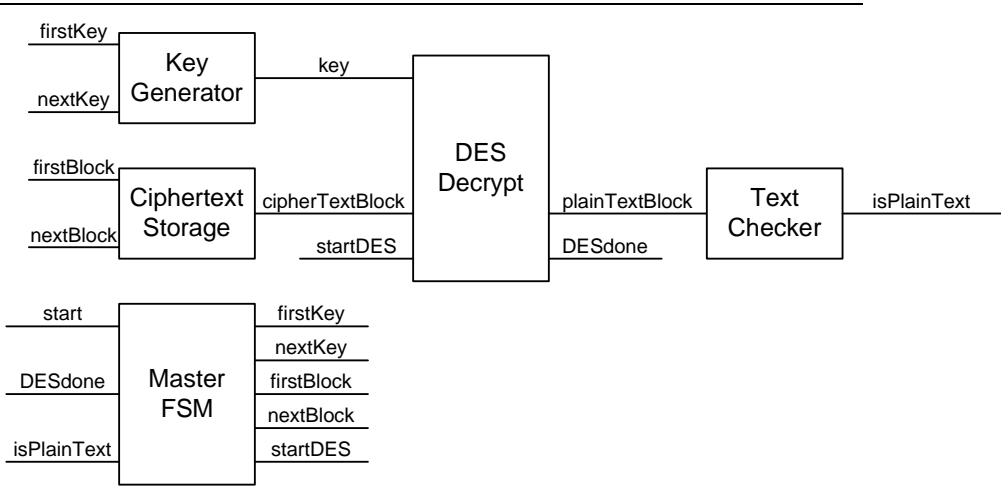 firstKey
Key
Generator
nextKey
key
firstBlock
Ciphertext
Storage
nextBlock
cipherTextBlock
startDES
DES
Decrypt
plainTextBlock
DESdone
Text
Checker
isPlainText
start
DESdone
isPlainText
Master
FSM
firstKey
nextKey
firstBlock
nextBlock
startDES